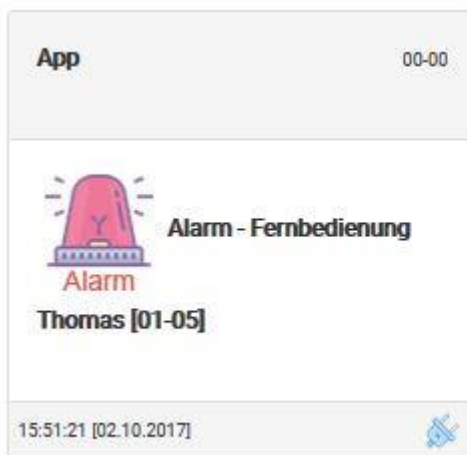 App 00-00
Alarm - Fernbedienung
Alarm
Thomas [01-05]
15:51:21 [02.10.2017]